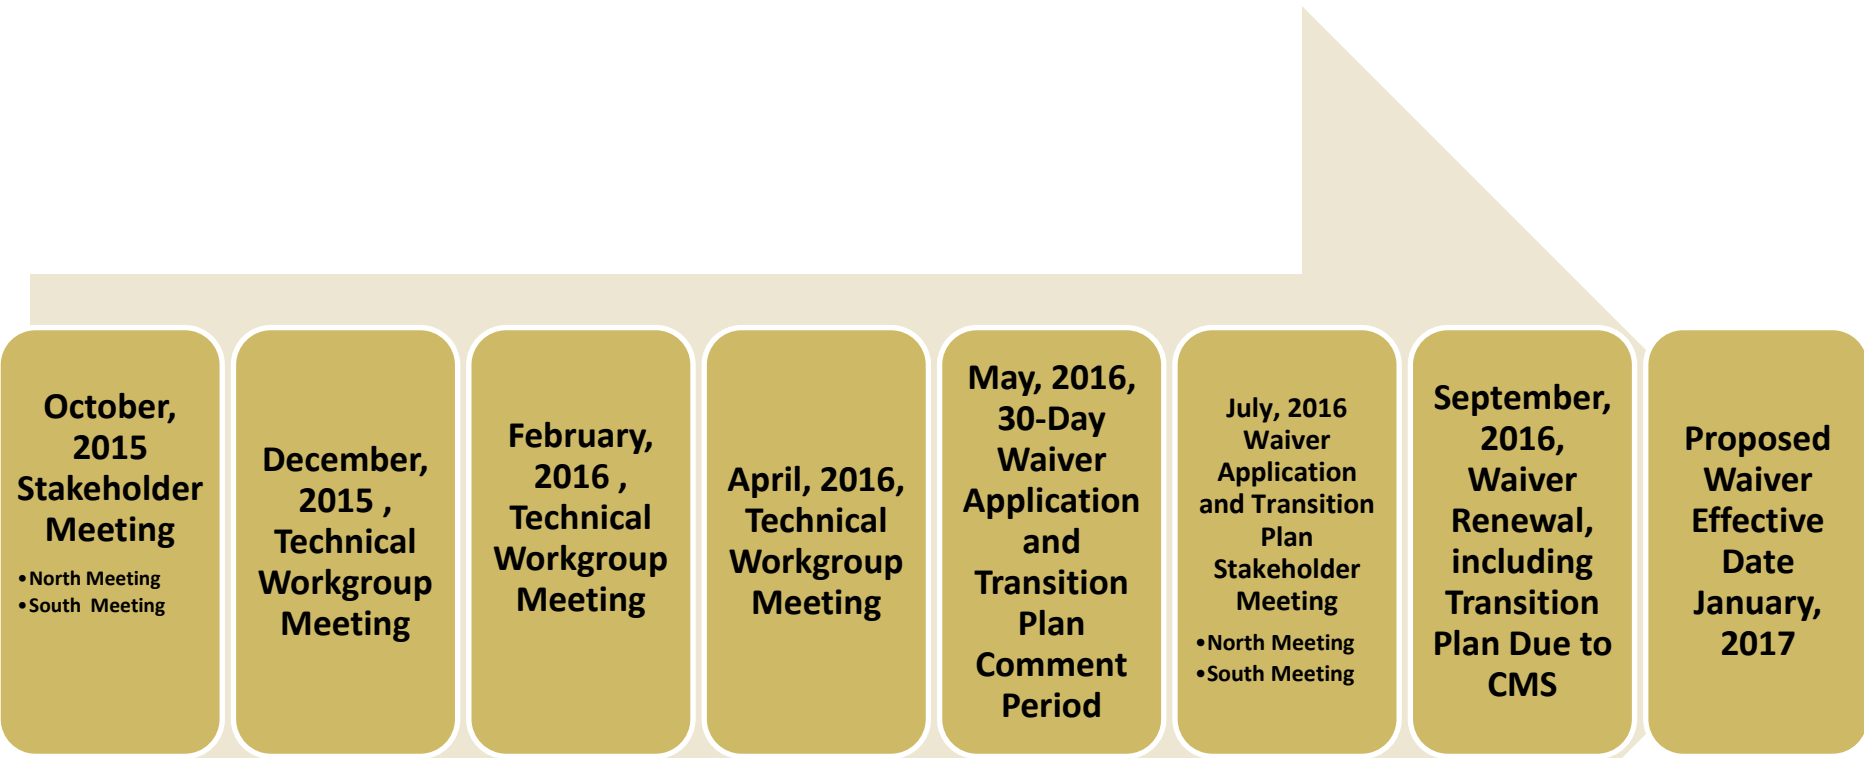 October,
2015
Stakeholder
Meeting
•North Meeting
•South  Meeting
December,
2015 ,
Technical
Workgroup
Meeting
February,
2016 ,
Technical
Workgroup
Meeting
April, 2016,
Technical
Workgroup
Meeting
May, 2016,
30-Day
Waiver
Application
and
Transition
Plan
Comment
Period
July, 2016
Waiver
Application
and Transition
Plan
Stakeholder
Meeting
•North Meeting
•South Meeting
September,
2016,
Waiver
Renewal,
including
Transition
Plan Due to
CMS
Proposed
Waiver
Effective
Date
January,
2017